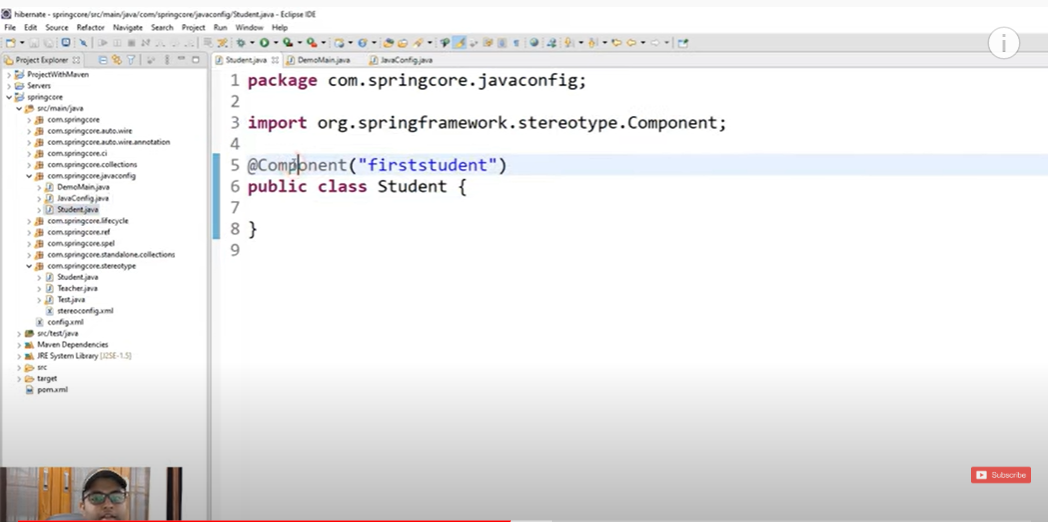 hibernate - springcore/src/main/java/com/springcore/javaconfig/Student.java - Eclipse IDE
File Edit Source Refactor Navigate Search Project Run Window Help
Project Explorer
ProjectWithMaven
Servers
springcore
src/main/java
com.springcore
com.springcore.auto.wire
com.springcore.auto.wire.annotation
com.springcore.ci
com.springcore.collections
com.springcore.javaconfig
DemoMain.java
JavaConfig.java
Student.java
com.springcore.lifecycle
com.springcore.ref
com.springcore.spel
com.springcore.standalone.collections
com.springcore.stereotype
Student.java
Teacher.java
Test.java
stereoconfig.xml
config.xml
src/test/java
Maven Dependencies
JRE System Library [J2SE-1.5]
src
target
pom.xml
Student.java DemoMain.java JavaConfig.java
1 package com.springcore.javaconfig;
2
3 import org.springframework.stereotype.Component;
4
5 @Component("firststudent")
6 public class Student {
7
8 }
9
i
Subscribe